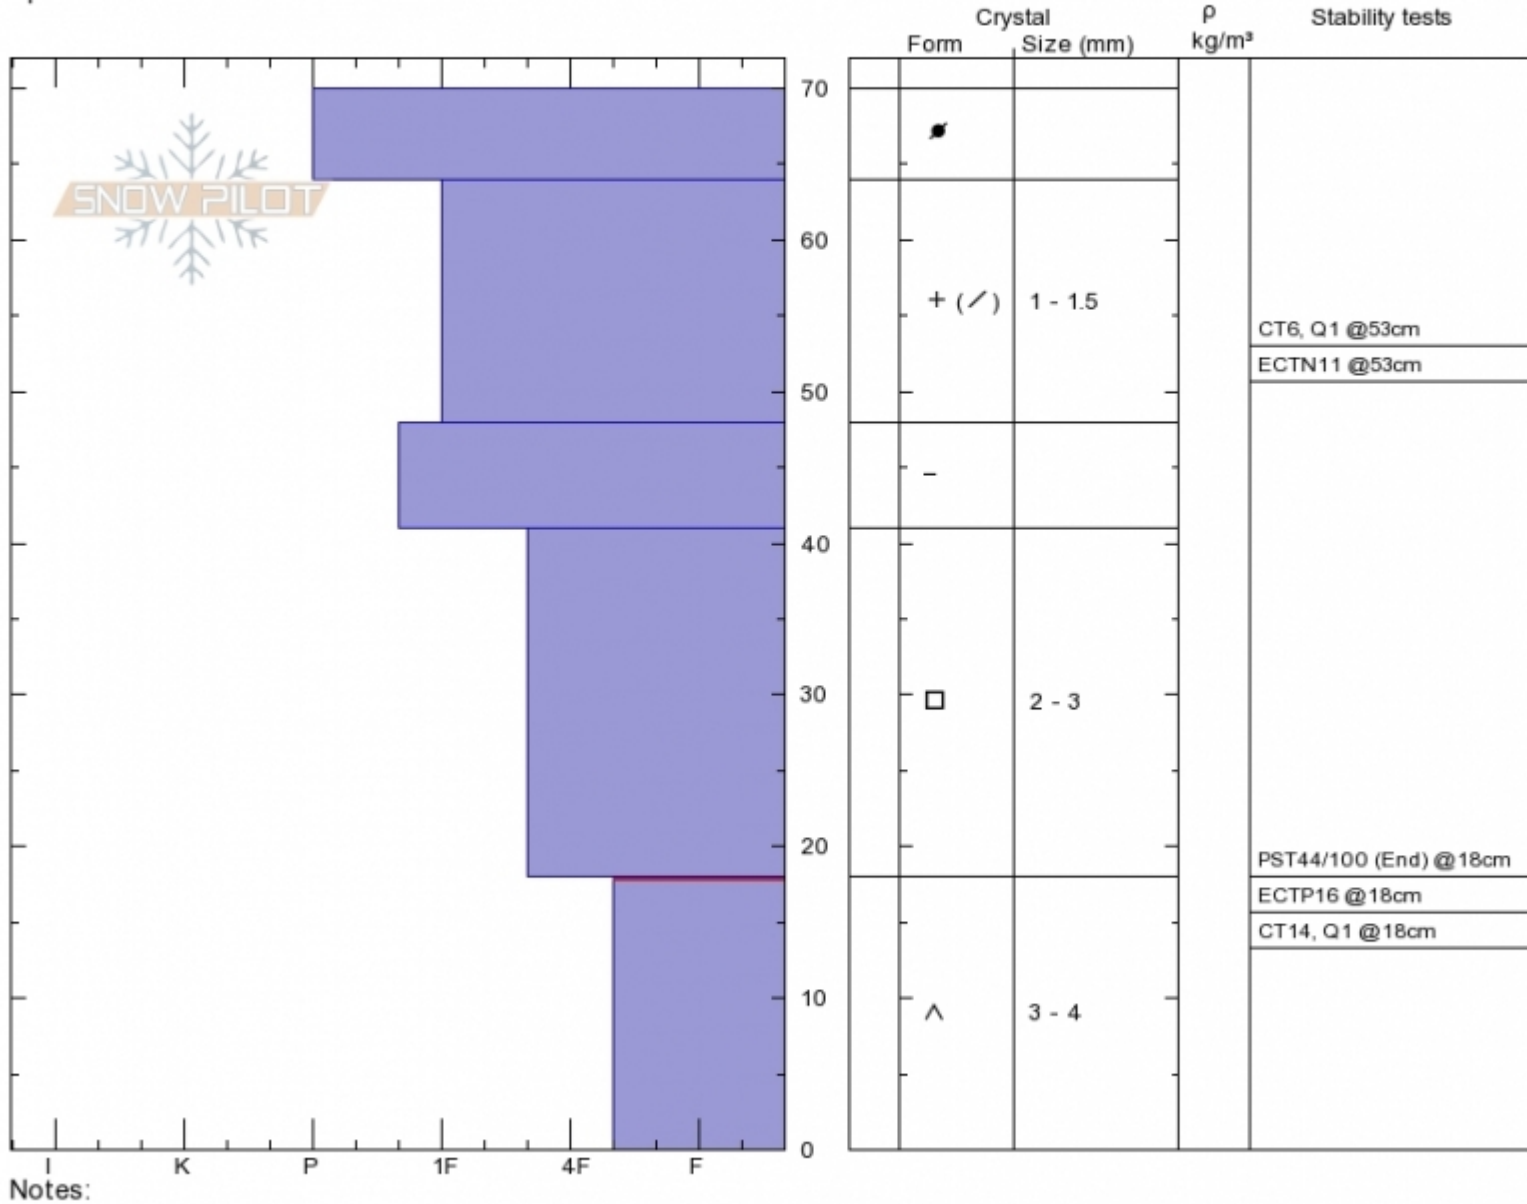 Crystal
ρ
Stability tests
Form
Size (mm)
kg/m³
70
SNOW PILOT
60
+ (/)
1 - 1.5
CT6, Q1 @53cm
ECTN11 @53cm
50
-
40
30
2 - 3
20
PST44/100 (End) @18cm
ECTP16 @18cm
CT14, Q1 @18cm
10
3 - 4
0
I
K
P
1F
4F
F
Notes: